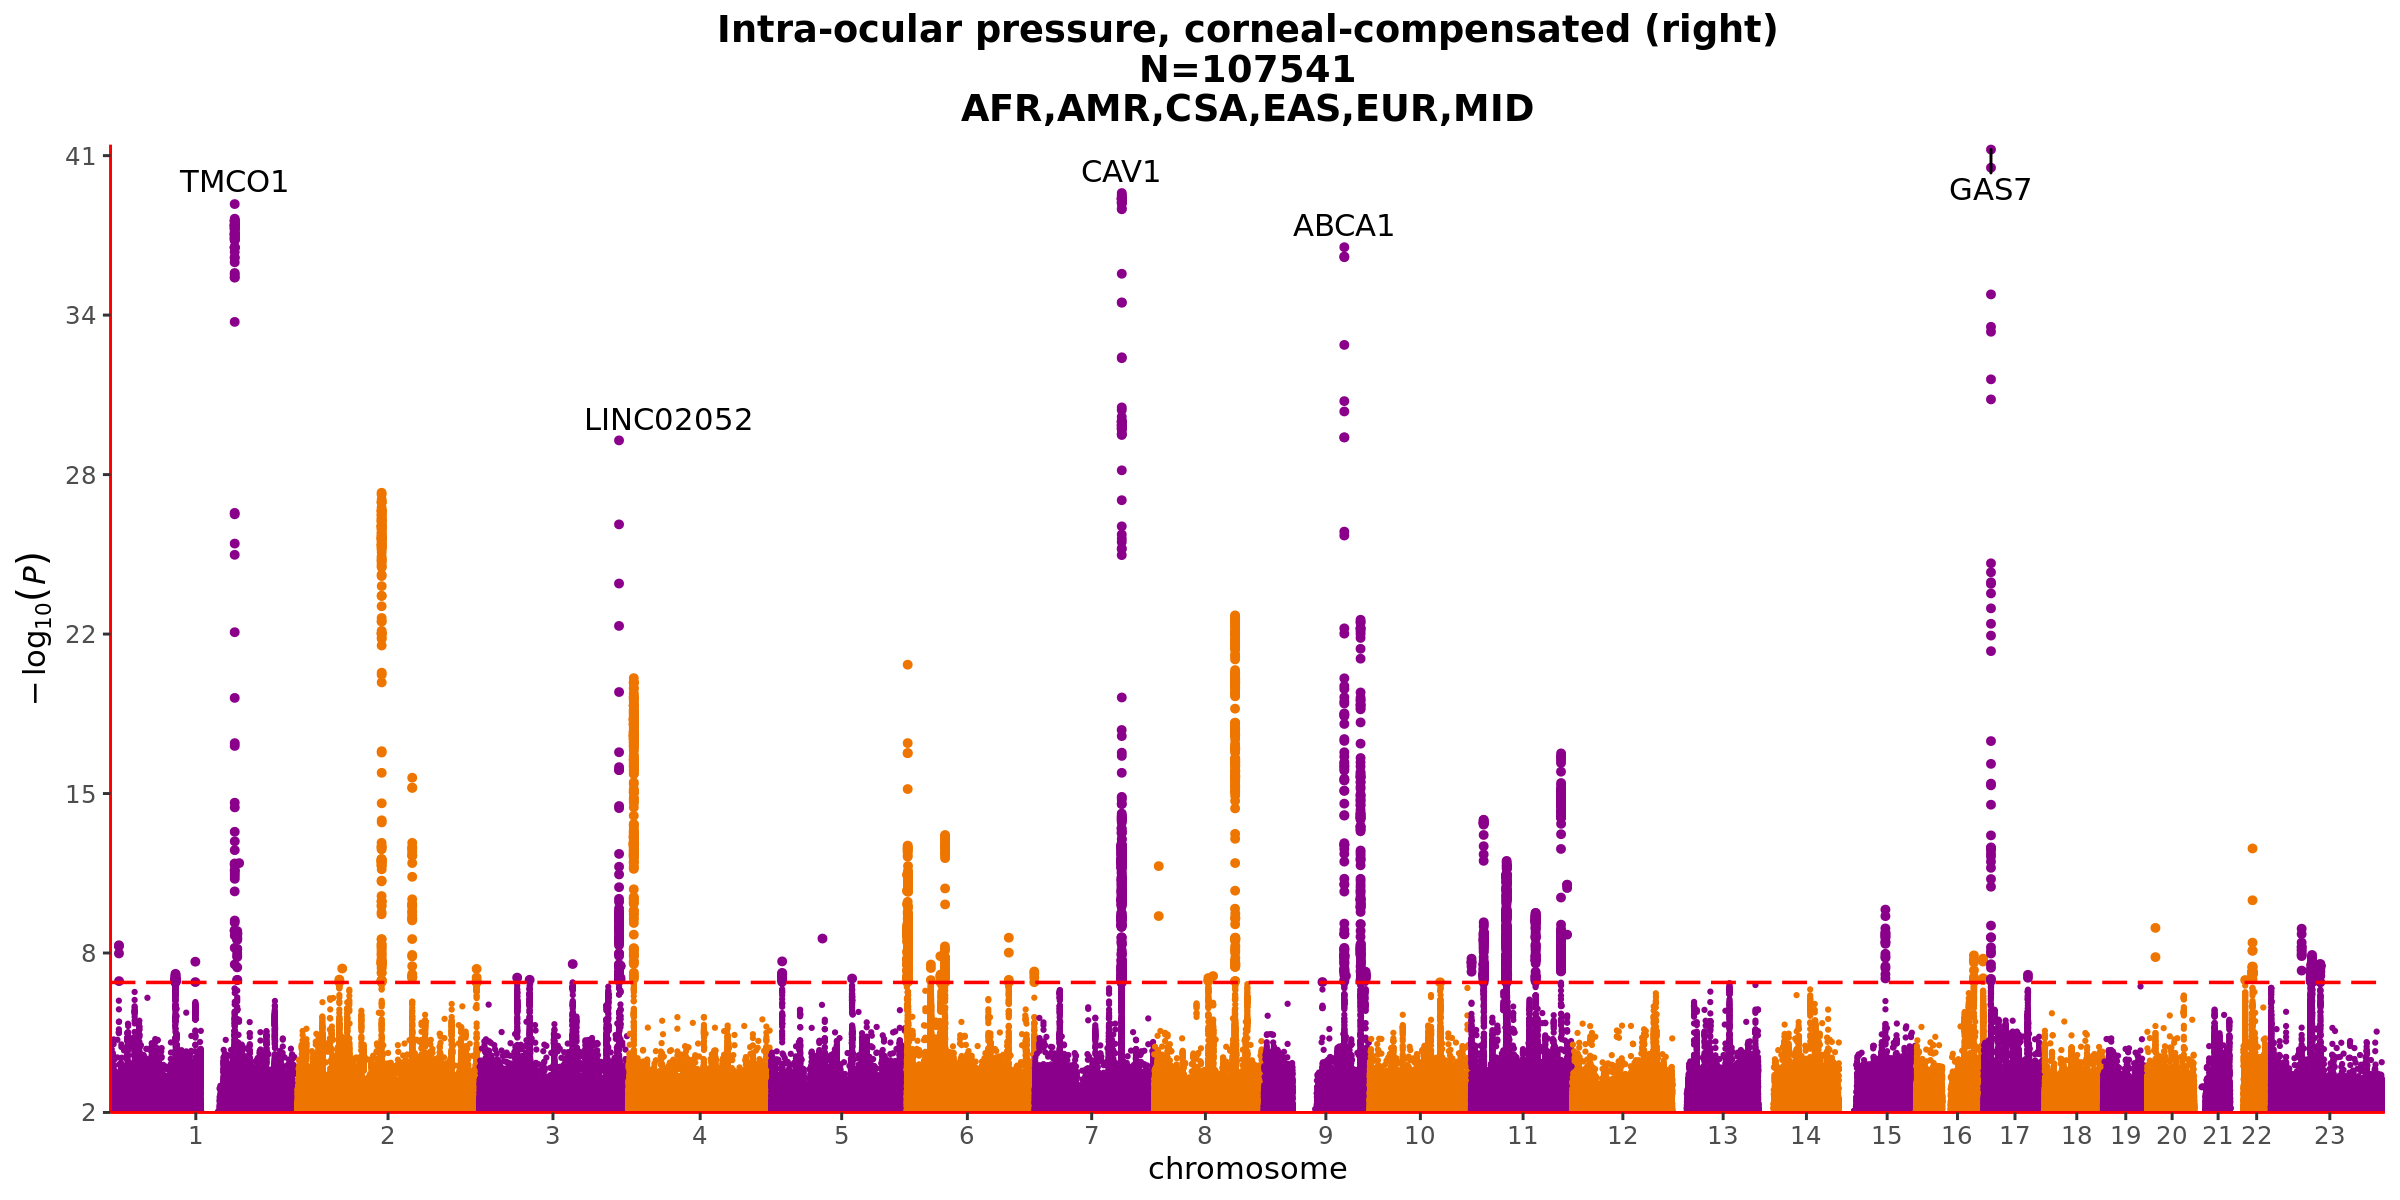 Intra-ocular pressure, corneal-compensated (right)
N=107541
AFR,AMR,CSA,EAS,EUR,MID
41
34
28
22
15
8
2
−log10(P)
TMCO1
LINC02052
CAV1
ABCA1
GAS7
1 2 3 4 5 6 7 8 9 10 11 12 13 14 15 16 17 18 19 20 21 22 23
chromosome